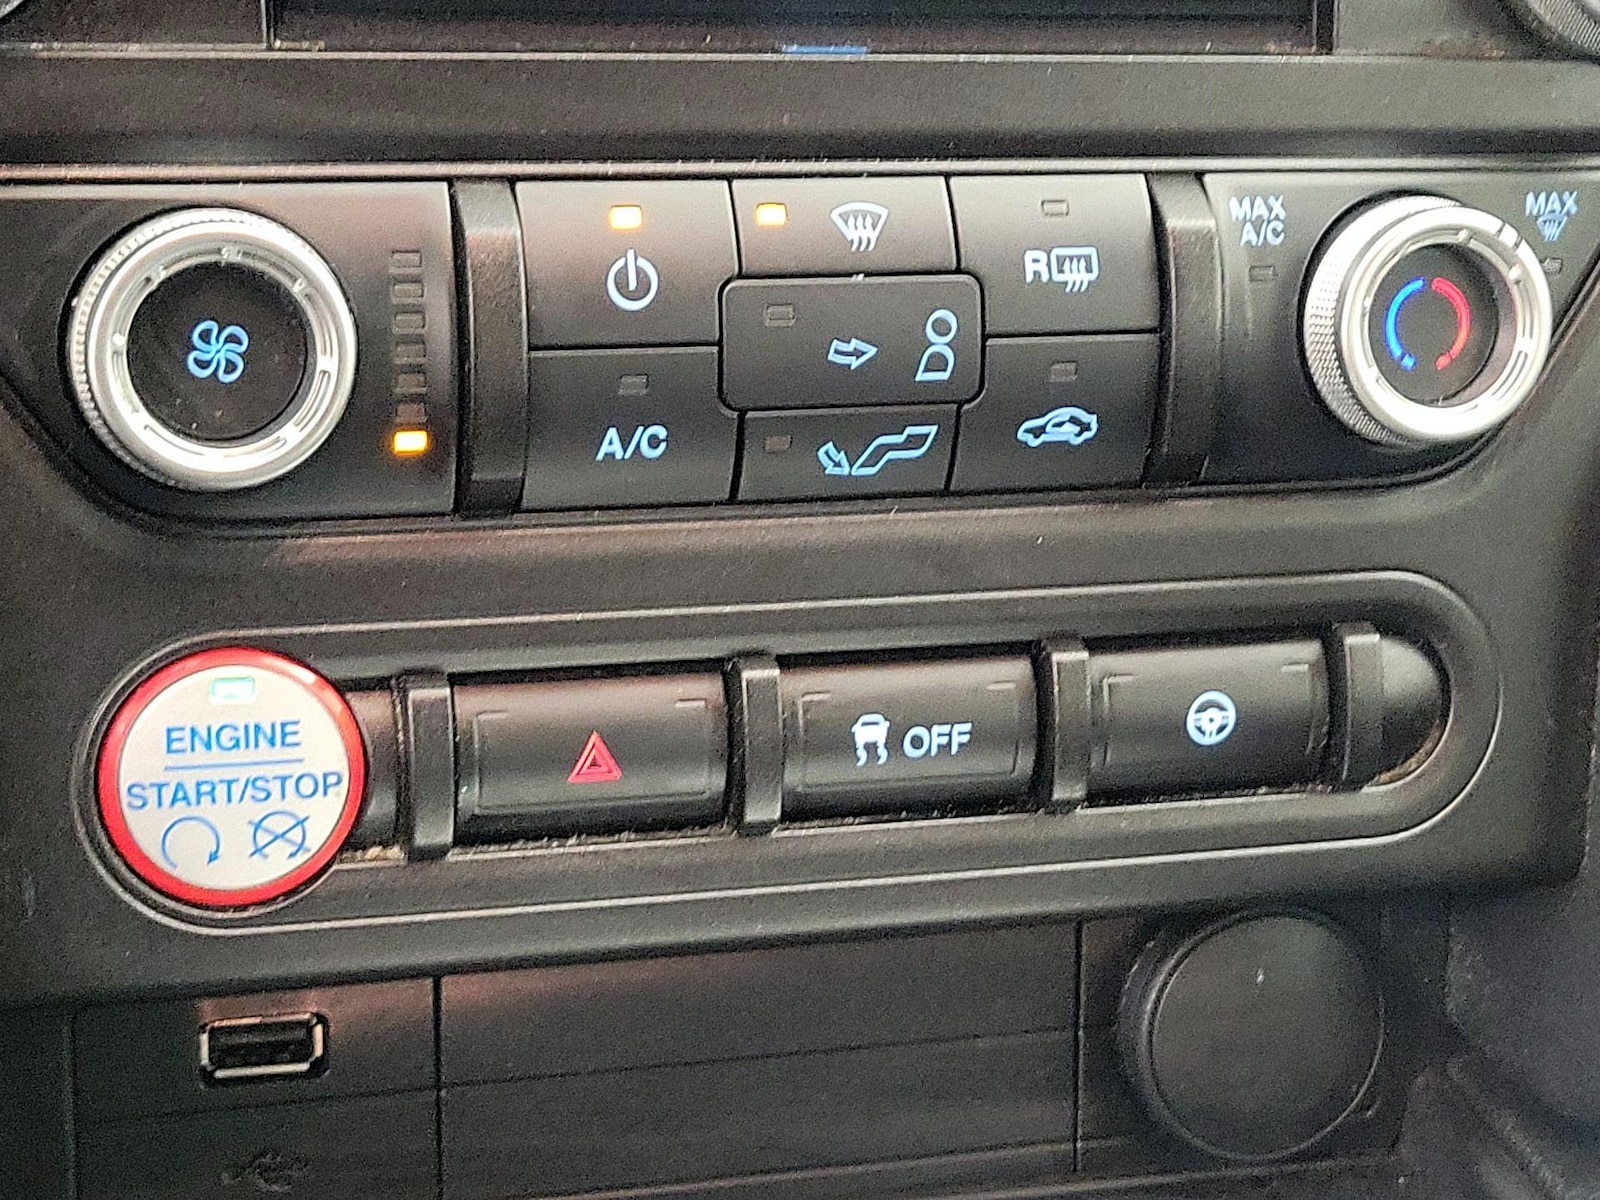 MAX
A/C
MAX
R
A/C
ENGINE
START/STOP
OFF